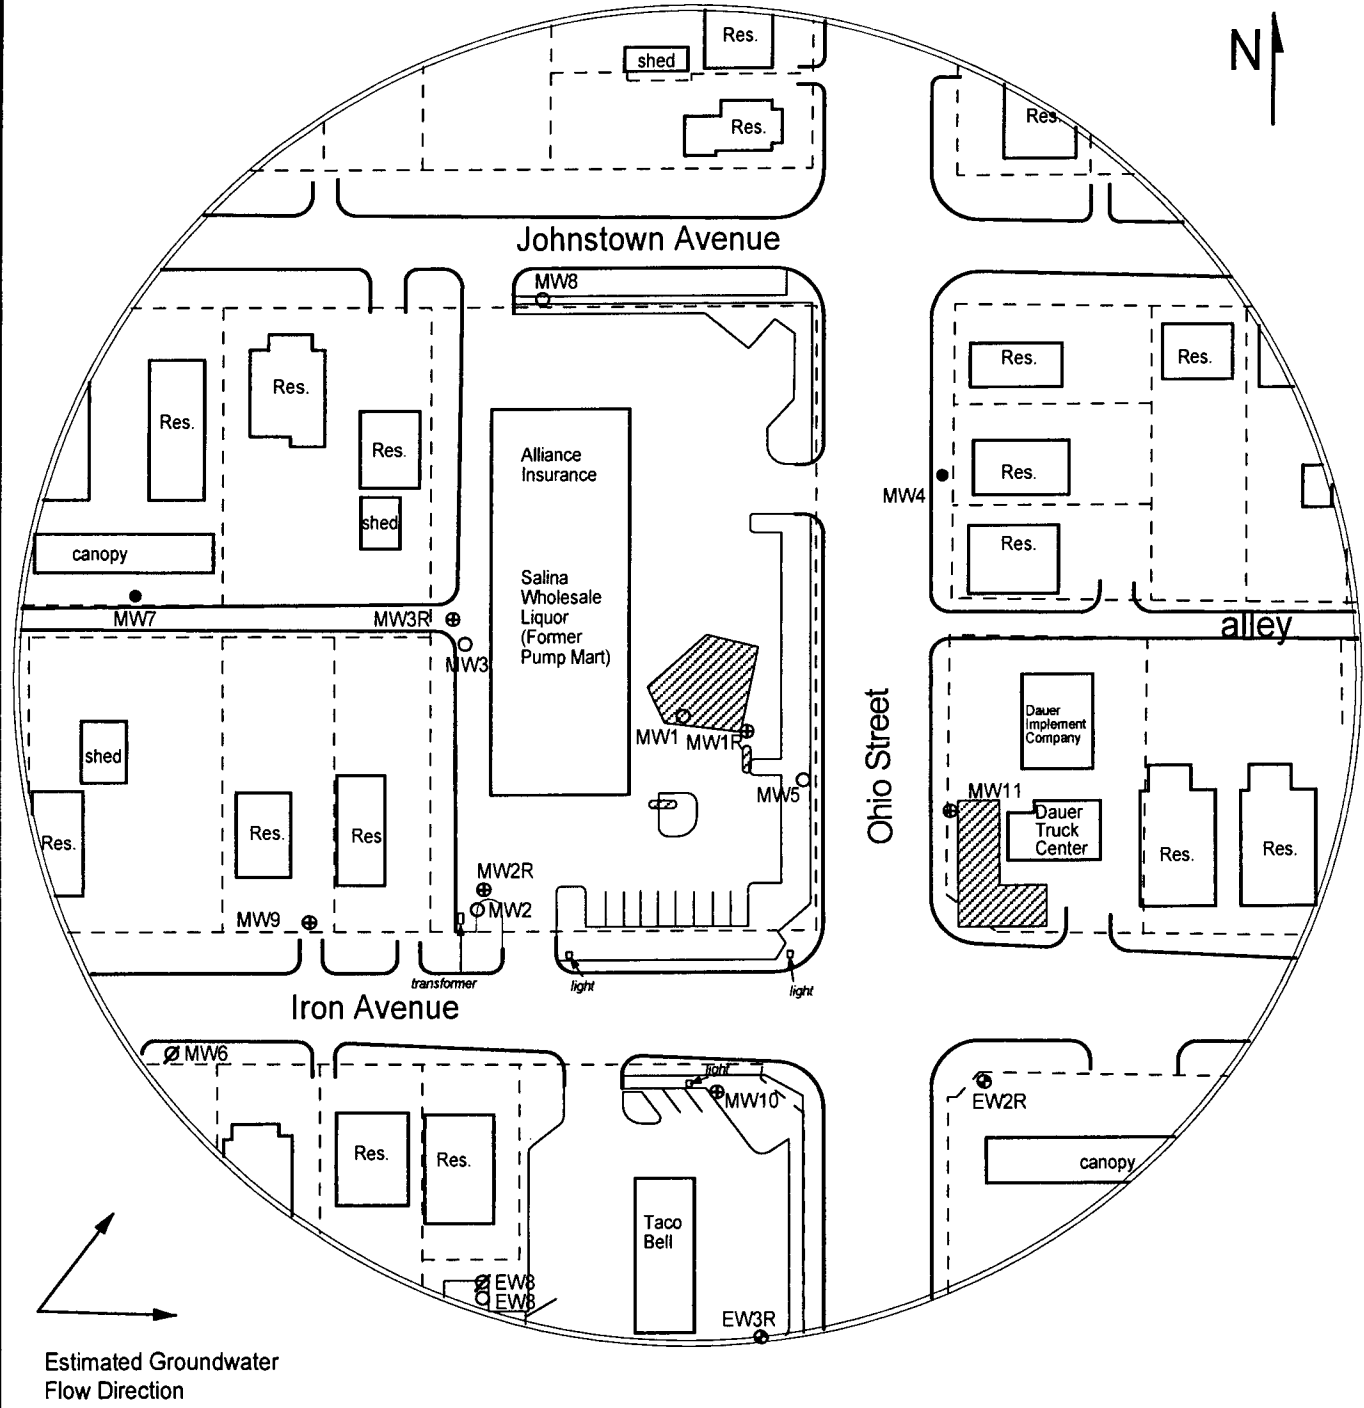 Res.
shed
N
Res.
Res.
Johnstown Avenue
MW8
Res.
Res.
Res.
Res.
Res.
Alliance
Insurance
Res.
Res.
MW4
shed
Res.
canopy
Salina
Wholesale
Liquor
(Former
Pump Mart)
MW7
MW3R
alley
MW3
Ohio Street
Dauer
Implement
Company
MW1
MW1R
shed
MW5
MW11
Res.
Res.
Res
Dauer
Truck
Center
Res.
Res.
MW2R
MW2
MW9
transformer
light
light
Iron Avenue
MW6
light
MW10
EW2R
Res.
Res.
canopy
Taco
Bell
EW8
EW8
EW3R
Estimated Groundwater
Flow Direction